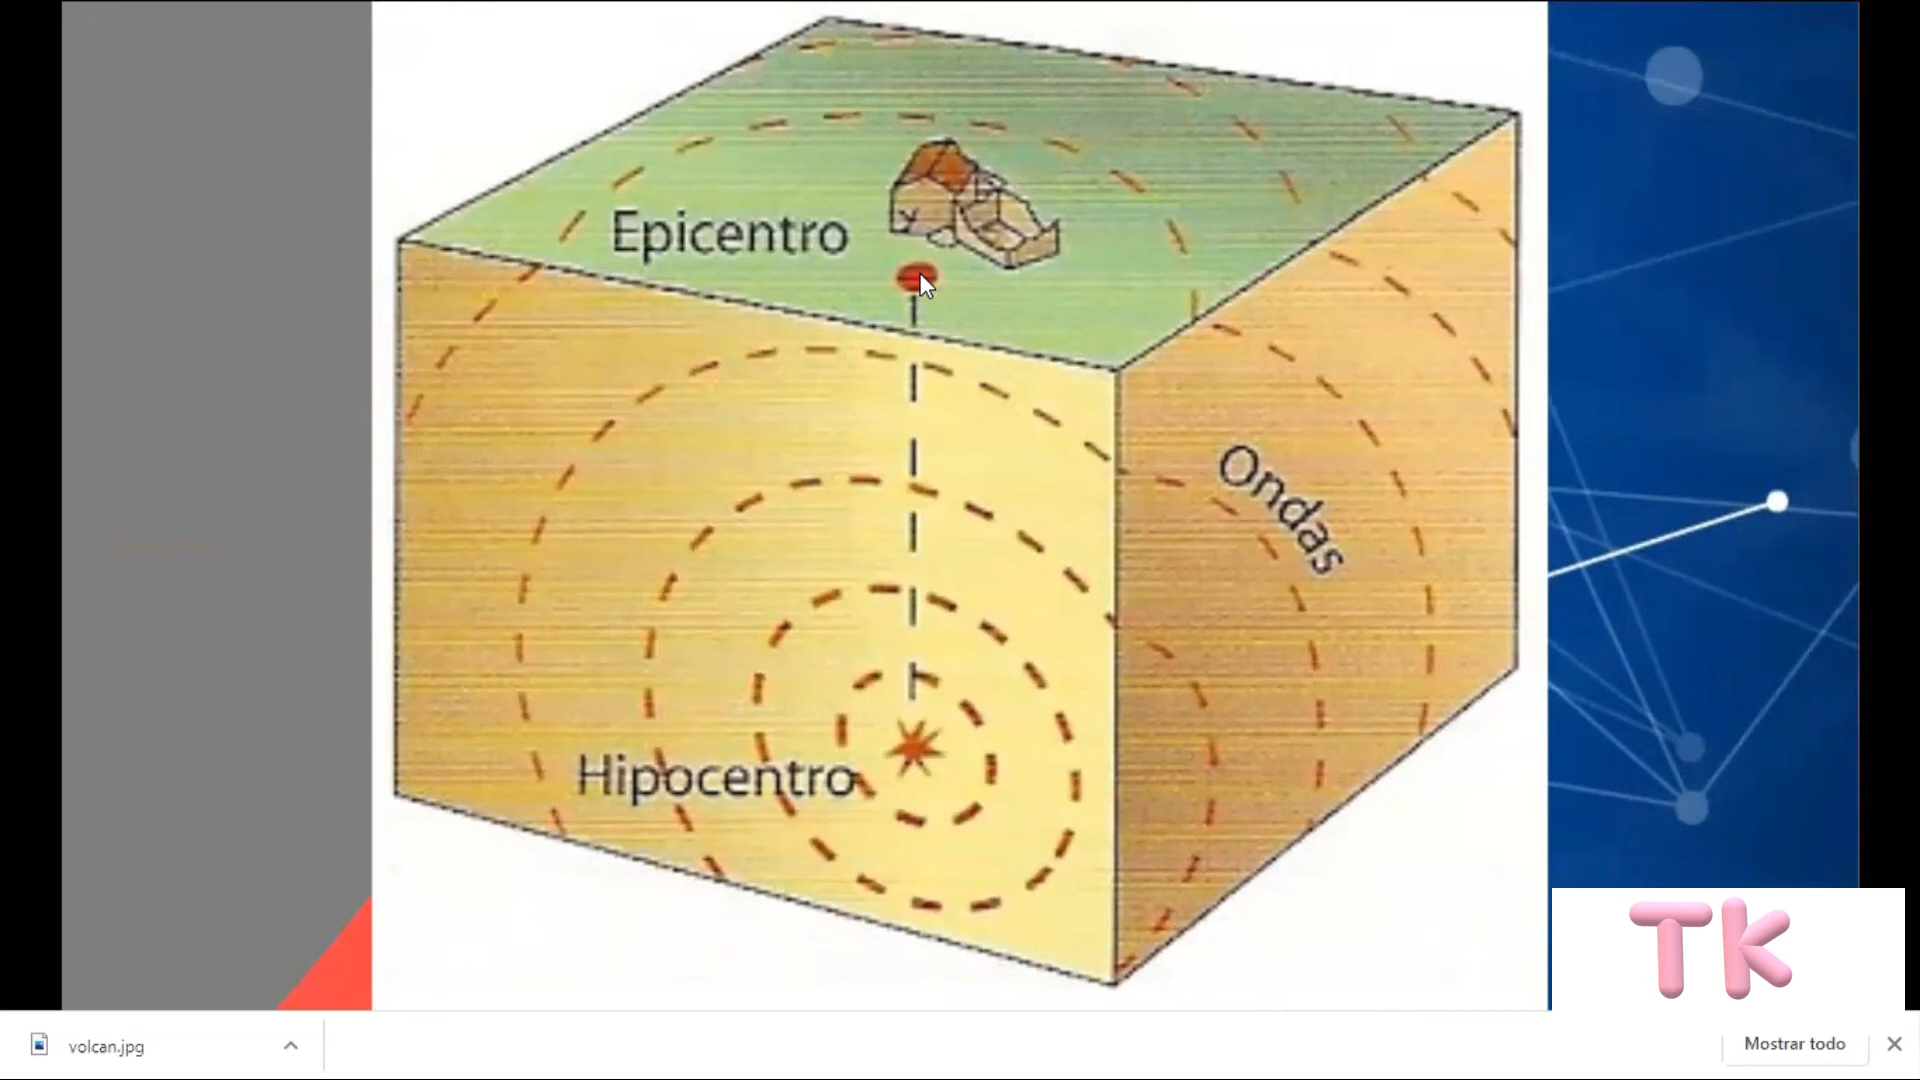 Epicentro
Ondas
Hipocentro
TK
volcan.jpg
Mostrar todo